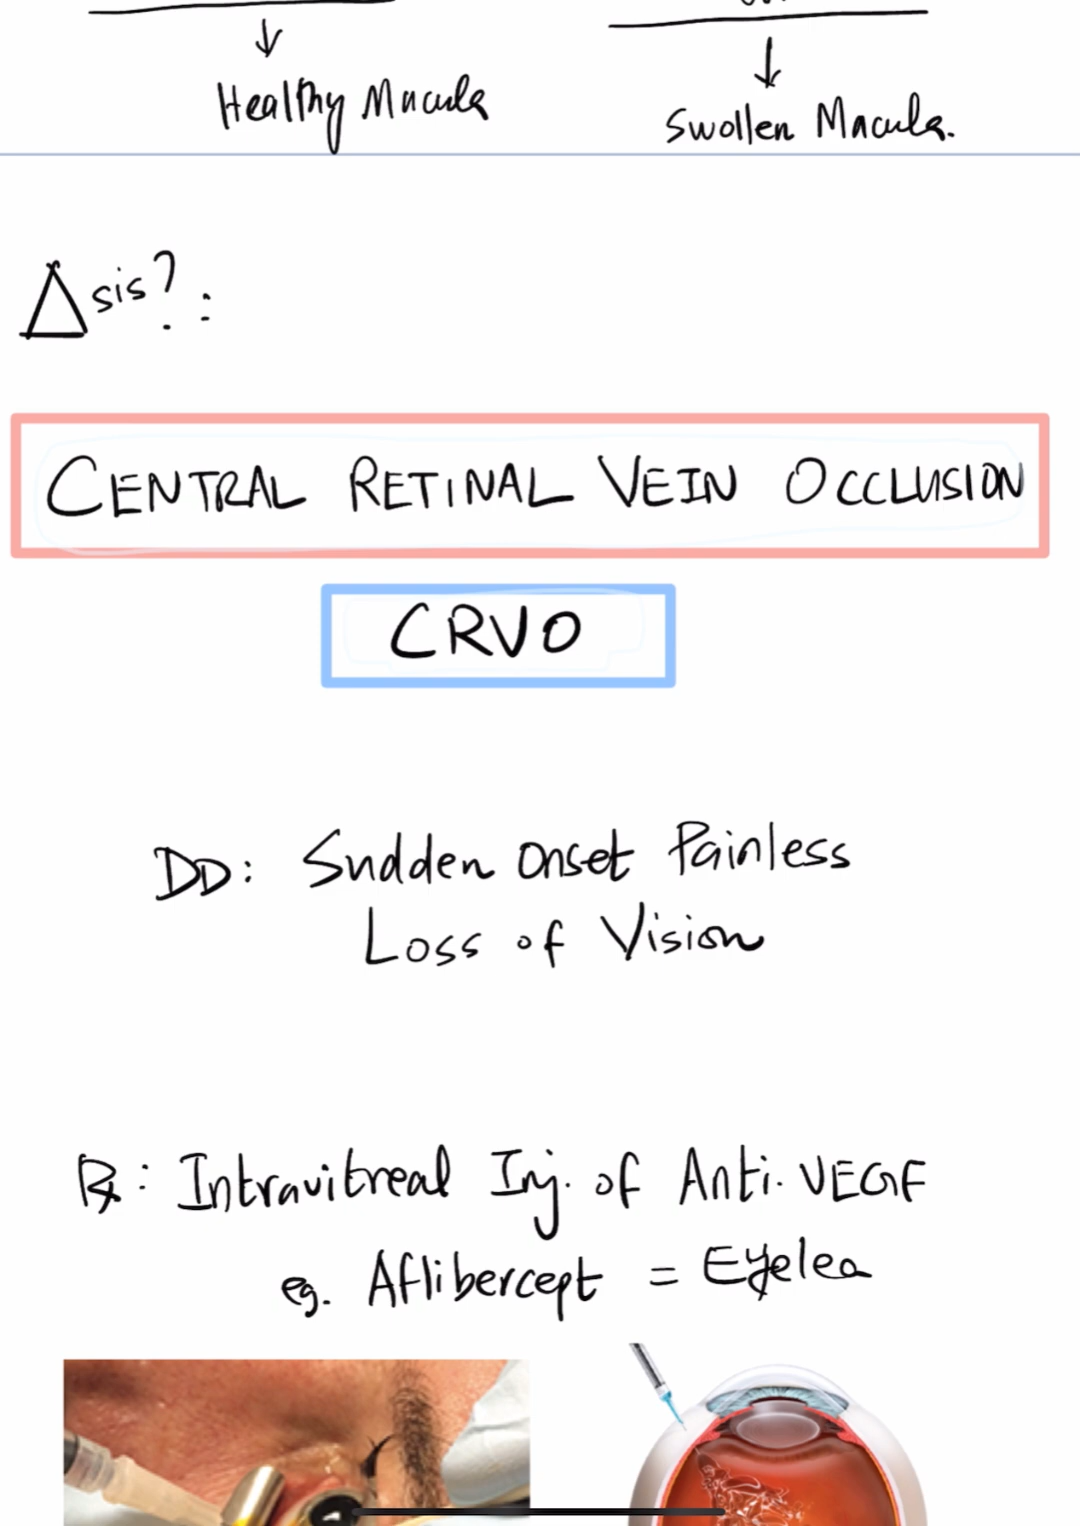 Healthy Macula
Swollen Macula.
Δsis? :
CENTRAL RETINAL VEIN OCCLUSION
CRVO
DD: Sudden Onset Painless
Loss of Vision
℞: Intravitreal Inj. of Anti-VEGF
eg. Aflibercept = Eyelea